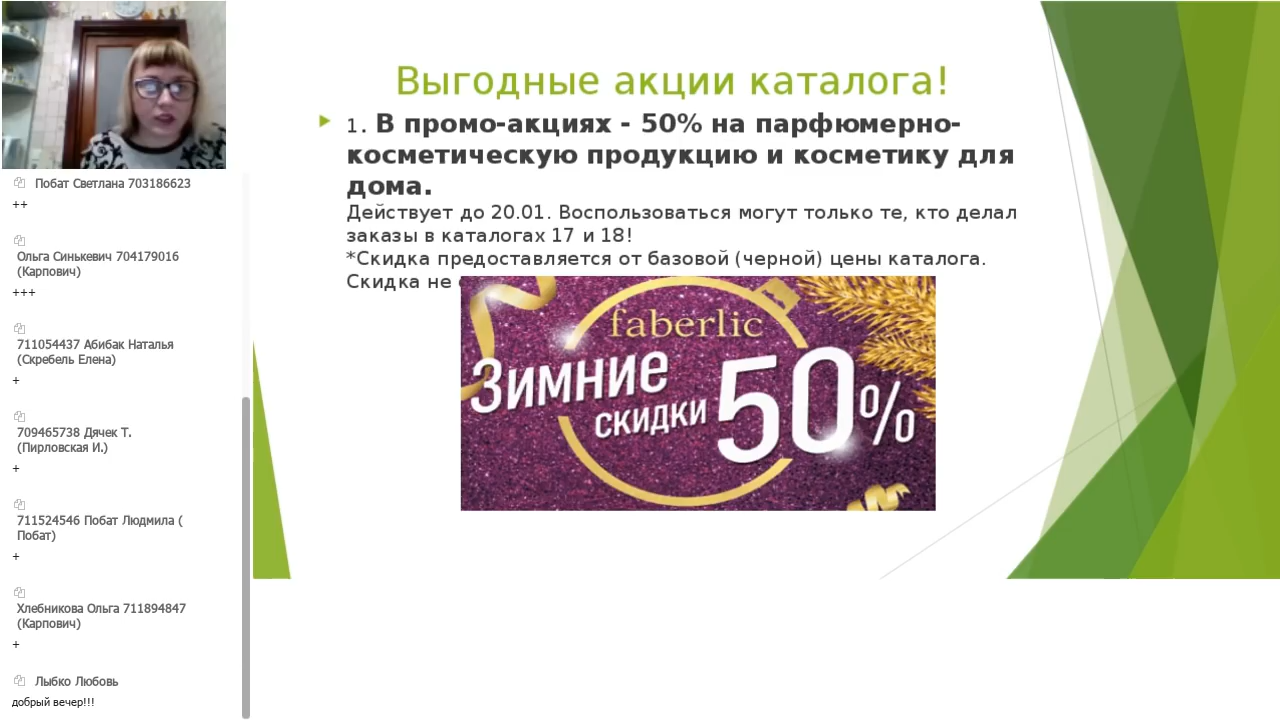 Выгодные акции каталога!
1. В промо-акциях - 50% на парфюмерно-
косметическую продукцию и косметику для
дома.
Действует до 20.01. Воспользоваться могут только те, кто делал
заказы в каталогах 17 и 18!
*Скидка предоставляется от базовой (черной) цены каталога.
Скидка не
faberlic
Зимние
скидки 50%
Побат Светлана 703186623
++
Ольга Синькевич 704179016
(Карпович)
+++
711054437 Абибак Наталья
(Скребель Елена)
+
709465738 Дячек Т.
(Пирловская И.)
+
711524546 Побат Людмила (
Побат)
+
Хлебникова Ольга 711894847
(Карпович)
+
Лыбко Любовь
добрый вечер!!!